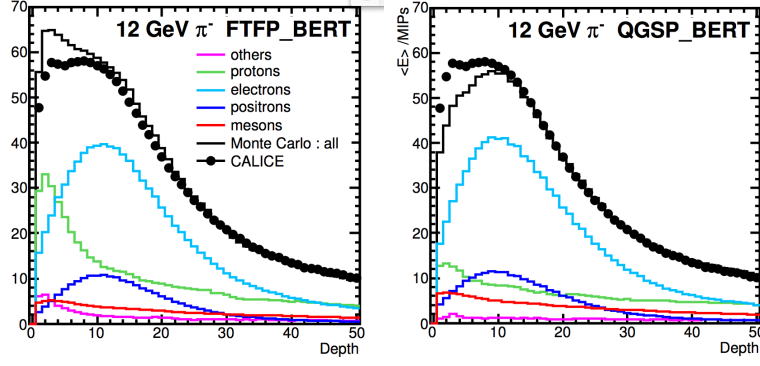 12 GeV π⁻ FTFP_BERT
70
60
50
40
30
20
10
0
others
protons
electrons
positrons
mesons
Monte Carlo : all
CALICE
0 10 20 30 40 50
Depth
12 GeV π⁻ QGSP_BERT
<E> /MIPs
70
60
50
40
30
20
10
0
0 10 20 30 40 50
Depth